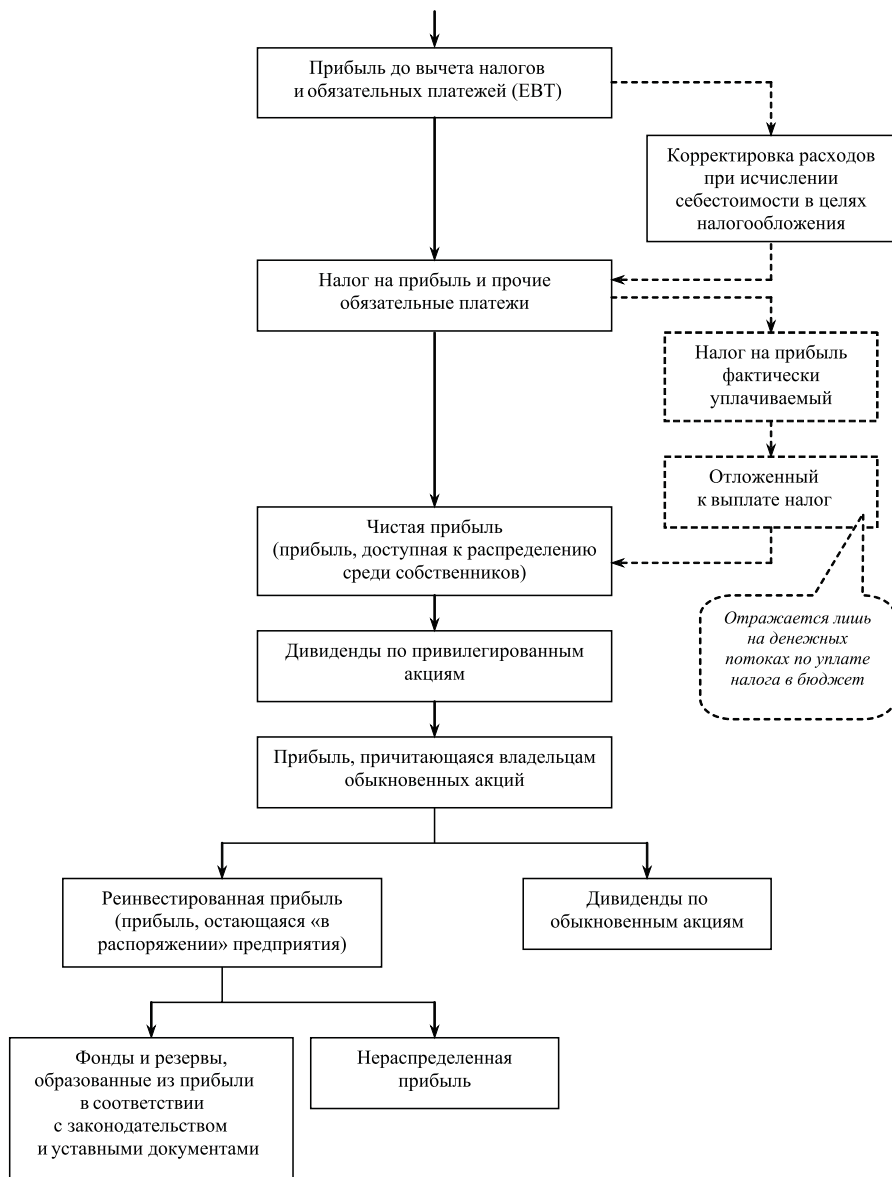 Прибыль до вычета налогов
и обязательных платежей (EBT)
Корректировка расходов
при исчислении
себестоимости в целях
налогообложения
Налог на прибыль и прочие
обязательные платежи
Налог на прибыль
фактически
уплачиваемый
Отложенный
к выплате налог
Чистая прибыль
(прибыль, доступная к распределению
среди собственников)
Отражается лишь
на денежных
потоках по уплате
налога в бюджет
Дивиденды по привилегированным
акциям
Прибыль, причитающаяся владельцам
обыкновенных акций
Реинвестированная прибыль
(прибыль, остающаяся «в
распоряжении» предприятия)
Дивиденды по
обыкновенным акциям
Фонды и резервы,
образованные из прибыли
в соответствии
с законодательством
и уставными документами
Нераспределенная
прибыль